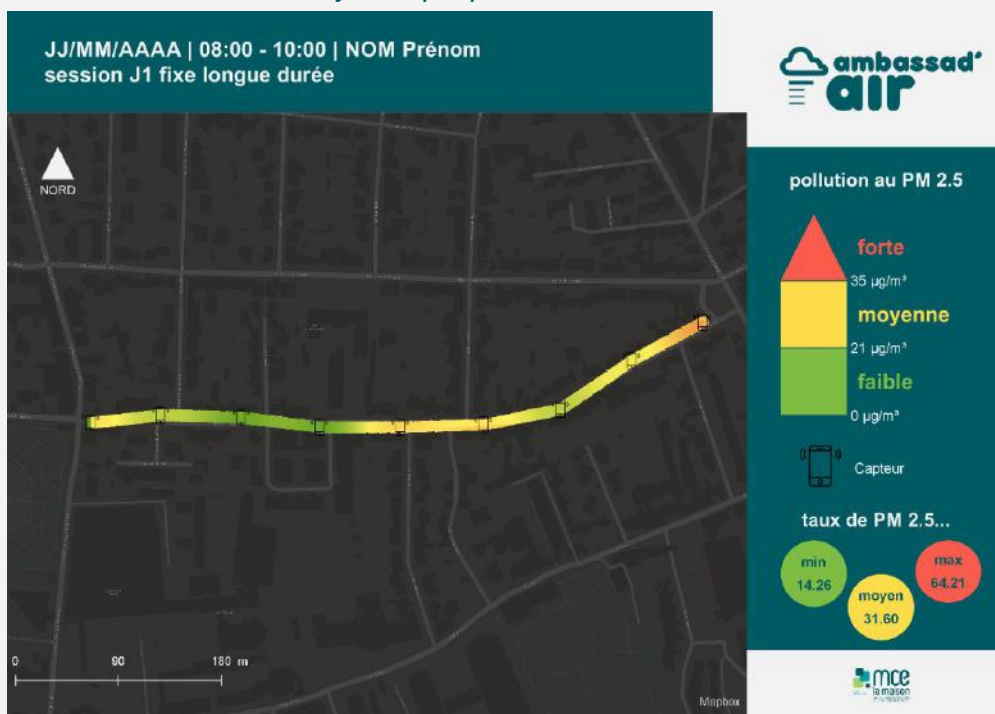 JJ/MM/AAAA | 08:00 - 10:00 | NOM Prénom
session J1 fixe longue durée
ambassad'
air
NORD
pollution au PM 2.5
forte
35 µg/m³
moyenne
21 µg/m³
faible
0 µg/m³
Capteur
taux de PM 2.5...
min
14.26
max
64.21
moyen
31.60
0 90 180 m
Mapbox
mce
la maison